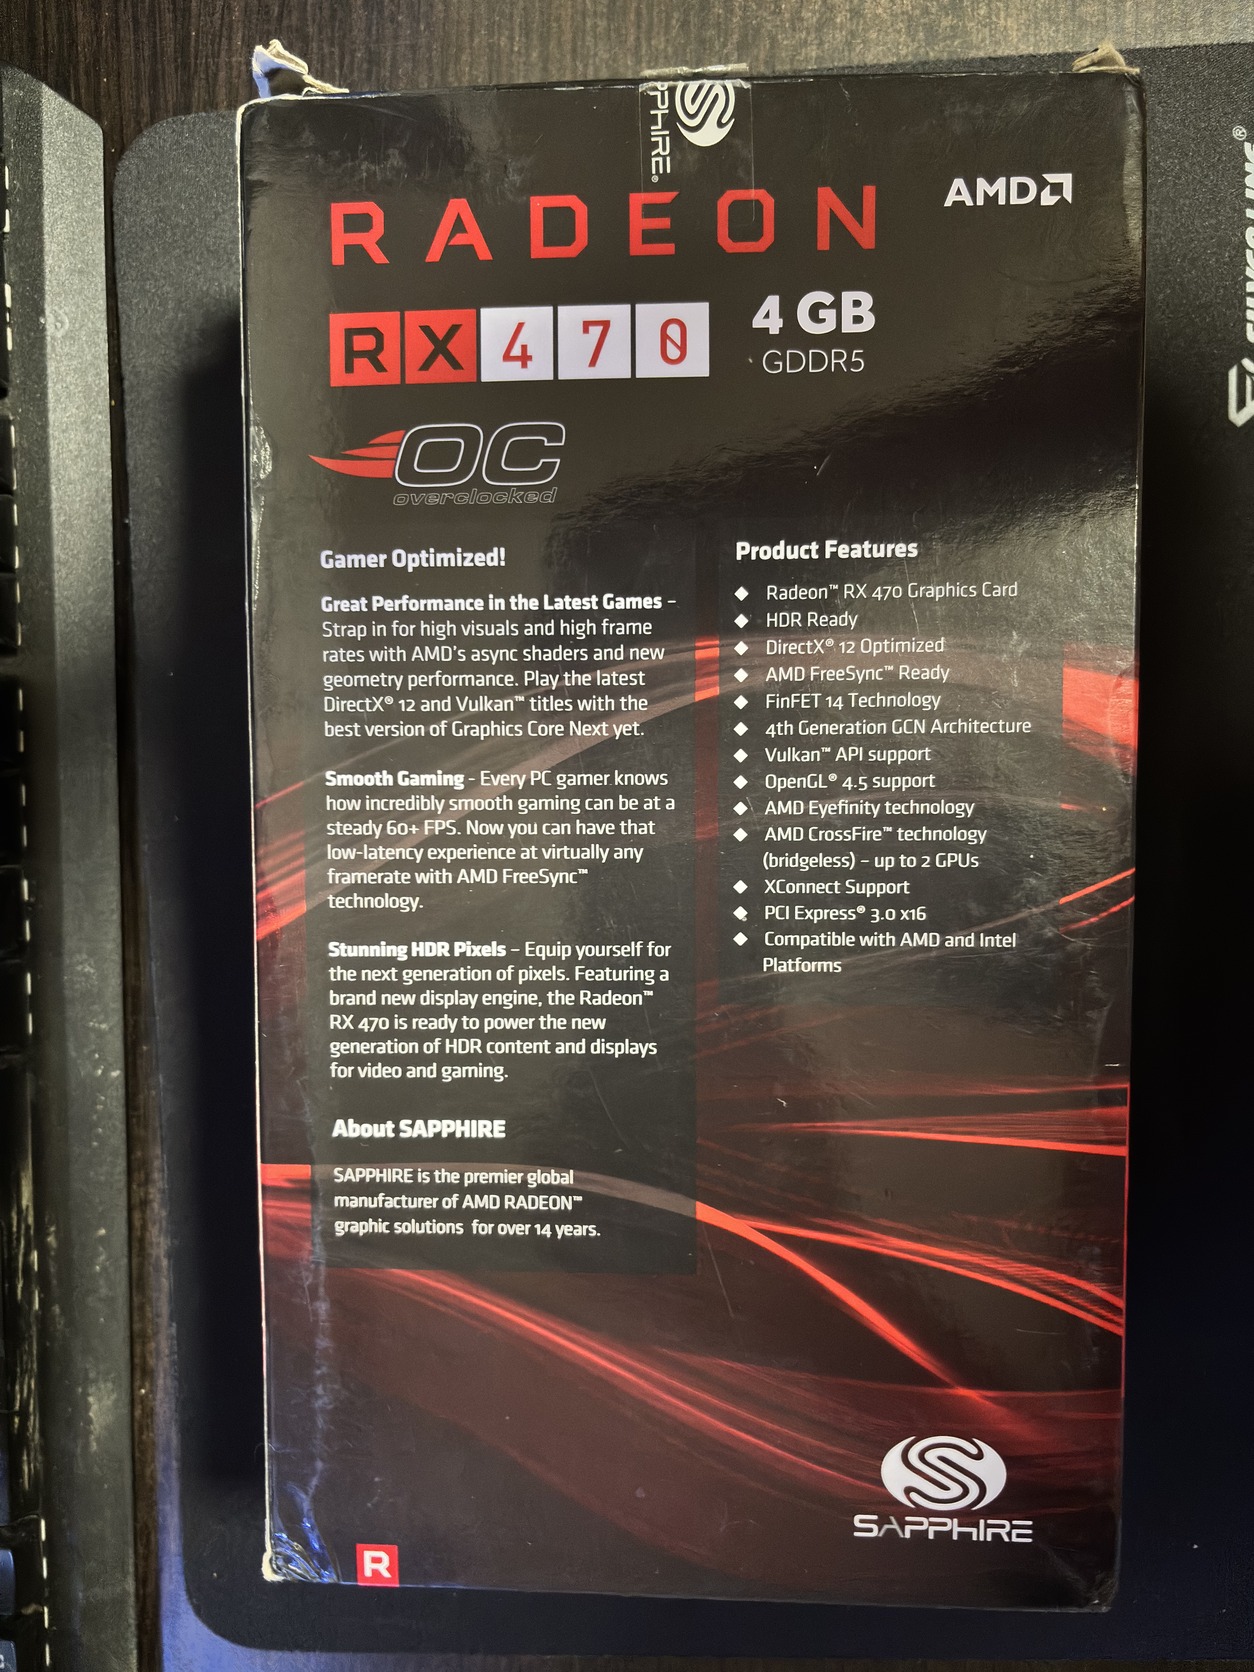 PPHIRE®
RADEON
AMD
RX 470
4 GB
GDDR5
OC
overclocked
Gamer Optimized!
Great Performance in the Latest Games –
Strap in for high visuals and high frame
rates with AMD's async shaders and new
geometry performance. Play the latest
DirectX® 12 and Vulkan™ titles with the
best version of Graphics Core Next yet.
Smooth Gaming - Every PC gamer knows
how incredibly smooth gaming can be at a
steady 60+ FPS. Now you can have that
low-latency experience at virtually any
framerate with AMD FreeSync™
technology.
Stunning HDR Pixels – Equip yourself for
the next generation of pixels. Featuring a
brand new display engine, the Radeon™
RX 470 is ready to power the new
generation of HDR content and displays
for video and gaming.
About SAPPHIRE
SAPPHIRE is the premier global
manufacturer of AMD RADEON™
graphic solutions for over 14 years.
Product Features
◆ Radeon™ RX 470 Graphics Card
◆ HDR Ready
◆ DirectX® 12 Optimized
◆ AMD FreeSync™ Ready
◆ FinFET 14 Technology
◆ 4th Generation GCN Architecture
◆ Vulkan™ API support
◆ OpenGL® 4.5 support
◆ AMD Eyefinity technology
◆ AMD CrossFire™ technology
(bridgeless) – up to 2 GPUs
◆ XConnect Support
◆ PCI Express® 3.0 x16
◆ Compatible with AMD and Intel
Platforms
SAPPHIRE
R